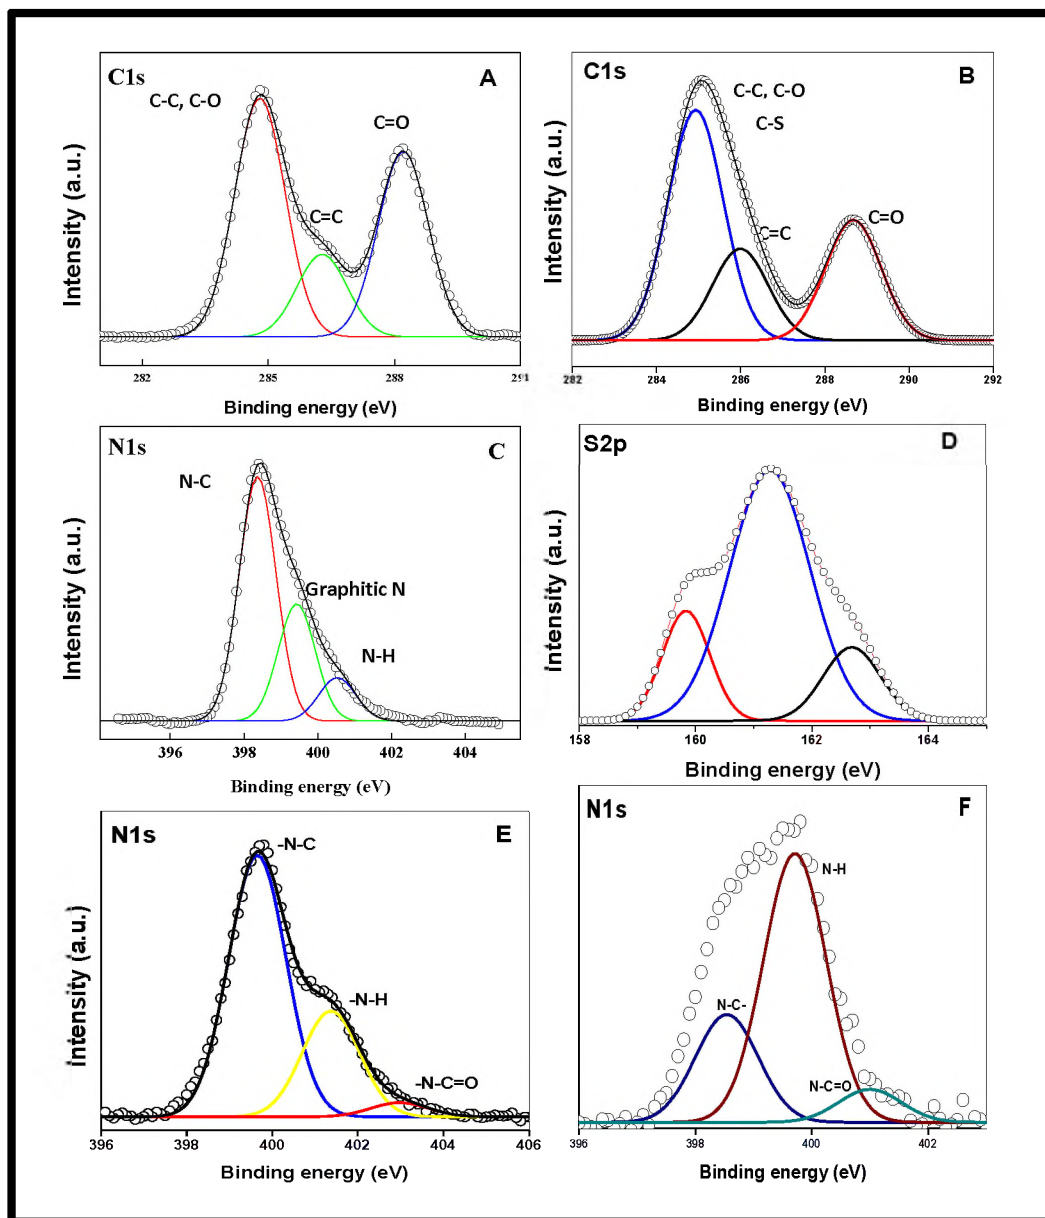 C1s
A
C-C, C-O
C=O
C=C
Intensity (a.u.)
282 285 288 291
Binding energy (eV)
C1s
B
C-C, C-O
C-S
C=C
C=O
Intensity (a.u.)
282 284 286 288 290 292
Binding energy (eV)
N1s
C
N-C
Graphitic N
N-H
Intensity (a.u.)
396 398 400 402 404
Binding energy (eV)
S2p
D
Intensity (a.u.)
158 160 162 164
Binding energy (eV)
N1s
E
-N-C
-N-H
-N-C=O
Intensity (a.u.)
396 398 400 402 404 406
Binding energy (eV)
N1s
F
N-H
N-C-
N-C=O
Intensity (a.u.)
396 398 400 402
Binding energy (eV)